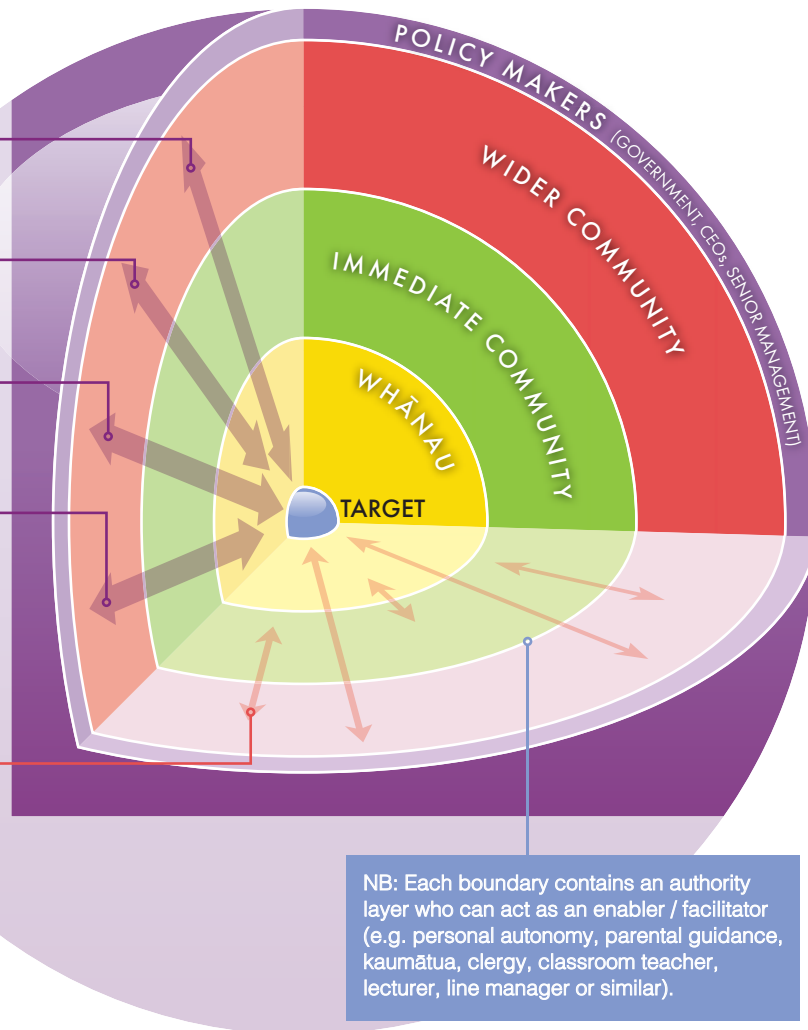 POLICY MAKERS (GOVERNMENT, CEOs, SENIOR MANAGEMENT)
WIDER COMMUNITY
IMMEDIATE COMMUNITY
WHĀNAU
TARGET
NB: Each boundary contains an authority
layer who can act as an enabler / facilitator
(e.g. personal autonomy, parental guidance,
kaumātua, clergy, classroom teacher,
lecturer, line manager or similar).